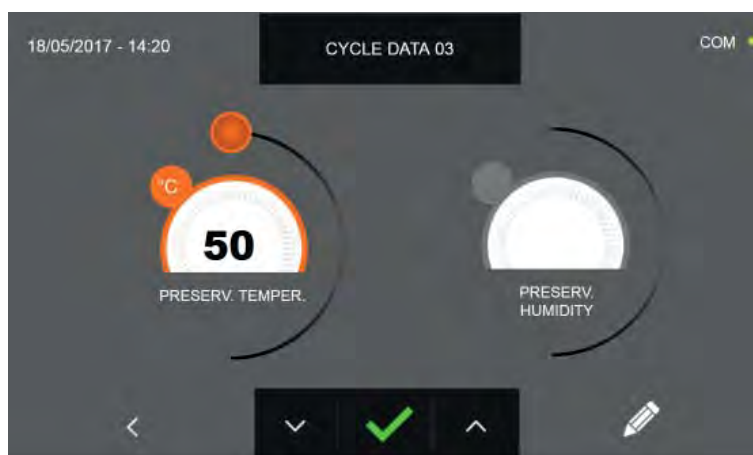 18/05/2017 - 14:20
CYCLE DATA 03
COM
°C
50
PRESERV. TEMPER.
PRESERV.
HUMIDITY